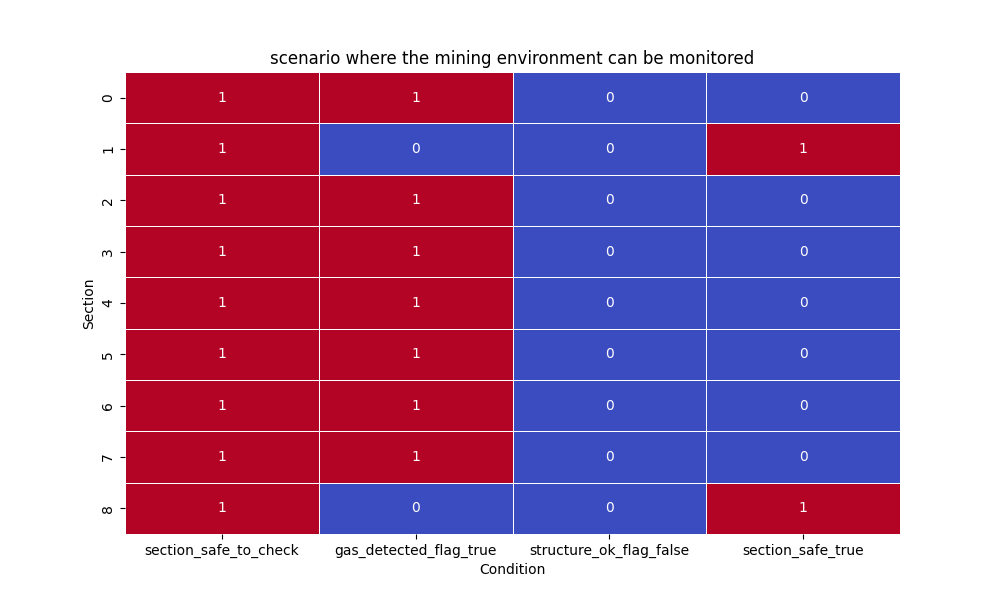 scenario where the mining environment can be monitored
0 1 1 0 0
1 1 0 0 1
2 1 1 0 0
3 1 1 0 0
4 1 1 0 0
5 1 1 0 0
6 1 1 0 0
7 1 1 0 0
8 1 0 0 1
Section
section_safe_to_check gas_detected_flag_true structure_ok_flag_false section_safe_true
Condition